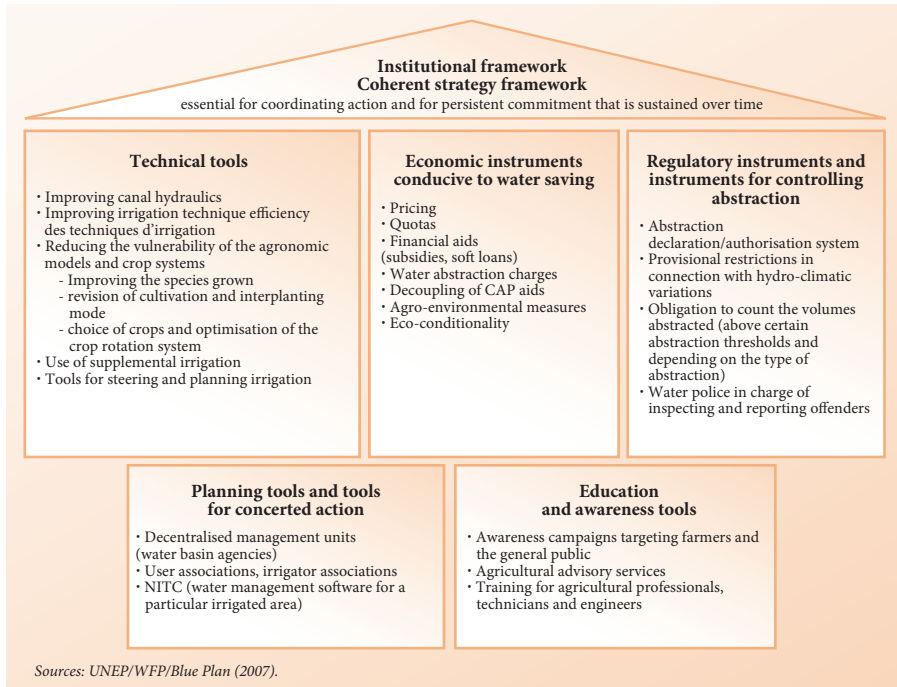 Institutional framework
Coherent strategy framework
essential for coordinating action and for persistent commitment that is sustained over time
Technical tools
· Improving canal hydraulics
· Improving irrigation technique efficiency
des techniques d'irrigation
· Reducing the vulnerability of the agronomic
models and crop systems
- Improving the species grown
- revision of cultivation and interplanting
mode
- choice of crops and optimisation of the
crop rotation system
· Use of supplemental irrigation
· Tools for steering and planning irrigation
Economic instruments
conducive to water saving
· Pricing
· Quotas
· Financial aids
(subsidies, soft loans)
· Water abstraction charges
· Decoupling of CAP aids
· Agro-environmental measures
· Eco-conditionality
Regulatory instruments and
instruments for controlling
abstraction
· Abstraction
declaration/authorisation system
· Provisional restrictions in
connection with hydro-climatic
variations
· Obligation to count the volumes
abstracted (above certain
abstraction thresholds and
depending on the type of
abstraction)
· Water police in charge of
inspecting and reporting offenders
Planning tools and tools
for concerted action
· Decentralised management units
(water basin agencies)
· User associations, irrigator associations
· NITC (water management software for a
particular irrigated area)
Education
and awareness tools
· Awareness campaigns targeting farmers and
the general public
· Agricultural advisory services
· Training for agricultural professionals,
technicians and engineers
Sources: UNEP/WFP/Blue Plan (2007).